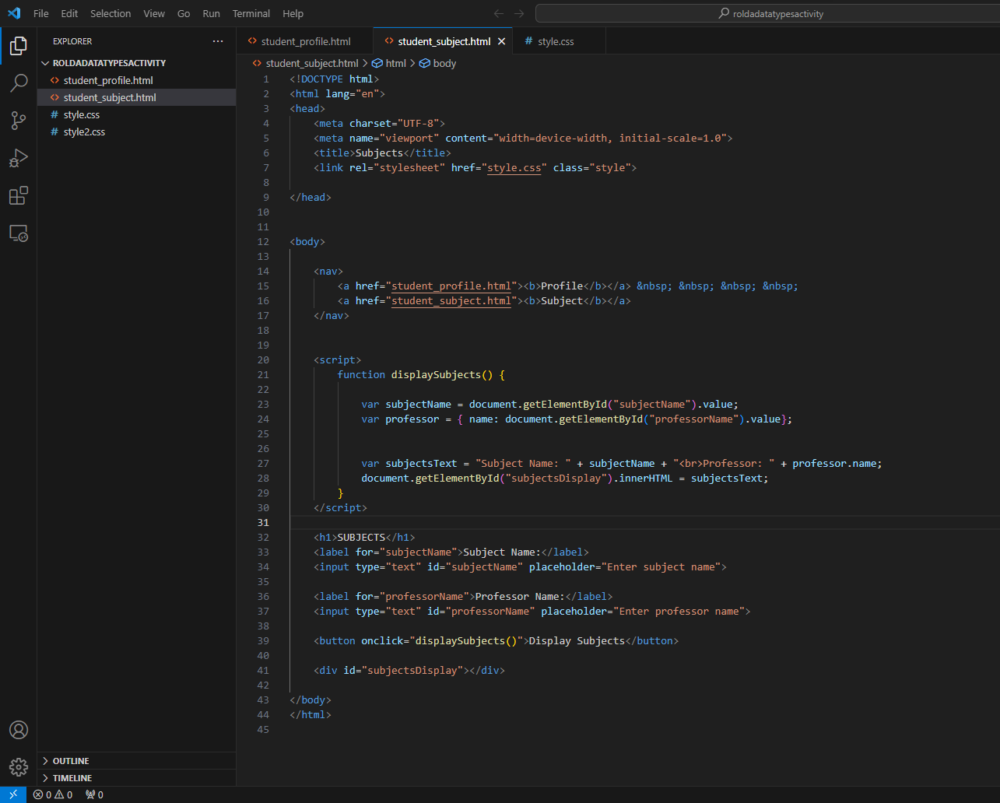 File Edit Selection View Go Run Terminal Help
roldadatatypesactivity
EXPLORER
ROLDADATATYPESACTIVITY
student_profile.html
student_subject.html
style.css
style2.css
OUTLINE
TIMELINE
student_profile.html student_subject.html style.css
student_subject.html > html > body
1 <!DOCTYPE html>
2 <html lang="en">
3 <head>
4 <meta charset="UTF-8">
5 <meta name="viewport" content="width=device-width, initial-scale=1.0">
6 <title>Subjects</title>
7 <link rel="stylesheet" href="style.css" class="style">
8
9 </head>
10
11
12 <body>
13
14 <nav>
15 <a href="student_profile.html"><b>Profile</b></a> &nbsp; &nbsp; &nbsp; &nbsp;
16 <a href="student_subject.html"><b>Subject</b></a>
17 </nav>
18
19
20 <script>
21 function displaySubjects() {
22
23 var subjectName = document.getElementById("subjectName").value;
24 var professor = { name: document.getElementById("professorName").value};
25
26
27 var subjectsText = "Subject Name: " + subjectName + "<br>Professor: " + professor.name;
28 document.getElementById("subjectsDisplay").innerHTML = subjectsText;
29 }
30 </script>
31
32 <h1>SUBJECTS</h1>
33 <label for="subjectName">Subject Name:</label>
34 <input type="text" id="subjectName" placeholder="Enter subject name">
35
36 <label for="professorName">Professor Name:</label>
37 <input type="text" id="professorName" placeholder="Enter professor name">
38
39 <button onclick="displaySubjects()">Display Subjects</button>
40
41 <div id="subjectsDisplay"></div>
42
43 </body>
44 </html>
45
0 0 0